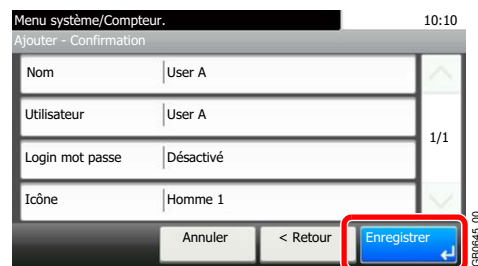 Menu système/Compteur. 10:10
Ajouter - Confirmation
Nom User A
Utilisateur User A
1/1
Login mot passe Désactivé
Icône Homme 1
Annuler < Retour Enregistrer
GB0645_00